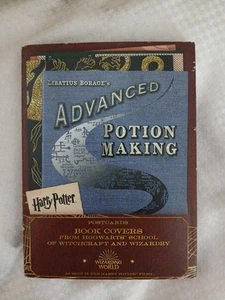 LIBATIUS BORAGE'S
ADVANCED
POTION
MAKING
Harry Potter
POSTCARDS
BOOK COVERS
FROM HOGWARTS SCHOOL
OF WITCHCRAFT AND WIZARDRY
WIZARDING
WORLD